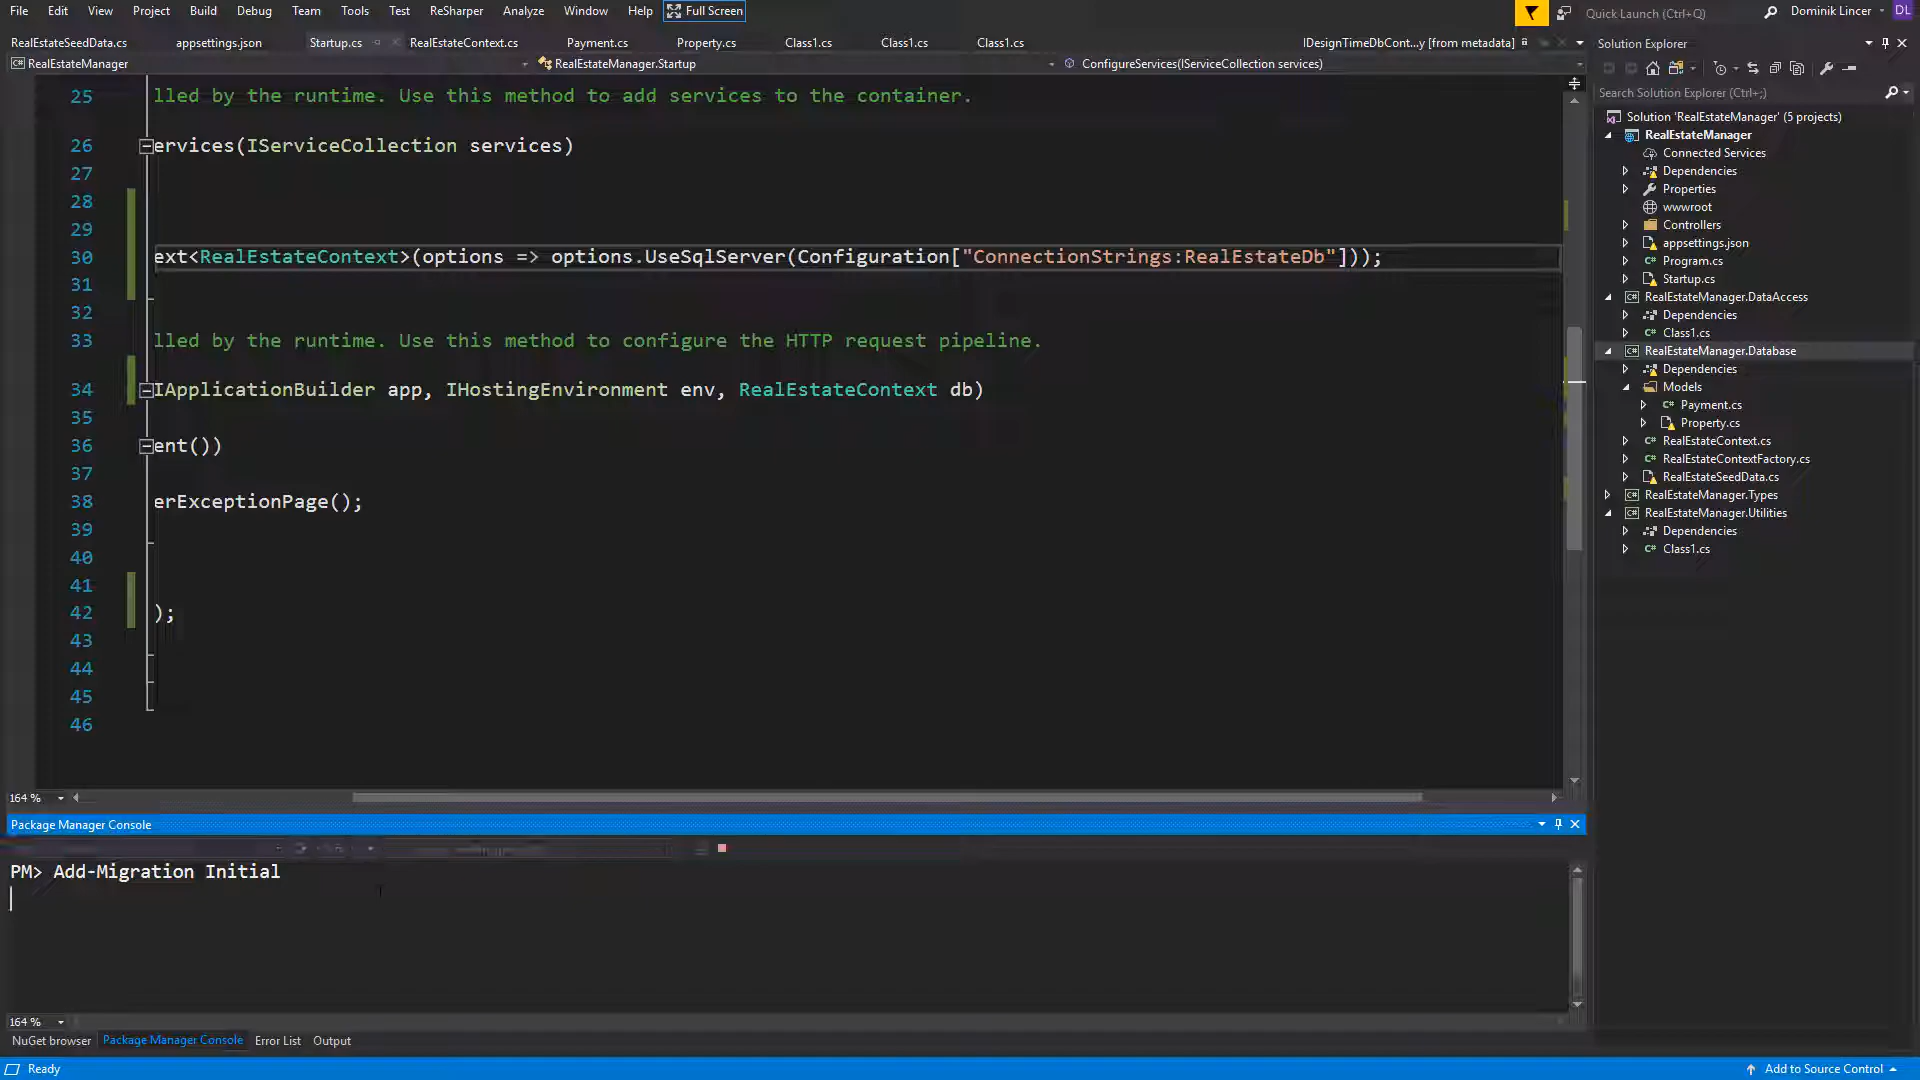 File Edit View Project Build Debug Team Tools Test ReSharper Analyze Window Help Full Screen Quick Launch (Ctrl+Q) Dominik Lincer DL
RealEstateSeedData.cs appsettings.json Startup.cs RealEstateContext.cs Payment.cs Property.cs Class1.cs Class1.cs Class1.cs IDesignTimeDbCont...y [from metadata]
RealEstateManager RealEstateManager.Startup ConfigureServices(IServiceCollection services)
25 lled by the runtime. Use this method to add services to the container.
26 ervices(IServiceCollection services)
27
28
29
30 ext<RealEstateContext>(options => options.UseSqlServer(Configuration["ConnectionStrings:RealEstateDb"]));
31
32
33 lled by the runtime. Use this method to configure the HTTP request pipeline.
34 IApplicationBuilder app, IHostingEnvironment env, RealEstateContext db)
35
36 ent())
37
38 erExceptionPage();
39
40
41
42 );
43
44
45
46
164 %
Package Manager Console
PM> Add-Migration Initial
164 %
NuGet browser Package Manager Console Error List Output
Ready Add to Source Control
Solution Explorer
Search Solution Explorer (Ctrl+;)
Solution 'RealEstateManager' (5 projects)
RealEstateManager
Connected Services
Dependencies
Properties
wwwroot
Controllers
appsettings.json
Program.cs
Startup.cs
RealEstateManager.DataAccess
Dependencies
Class1.cs
RealEstateManager.Database
Dependencies
Models
Payment.cs
Property.cs
RealEstateContext.cs
RealEstateContextFactory.cs
RealEstateSeedData.cs
RealEstateManager.Types
RealEstateManager.Utilities
Dependencies
Class1.cs